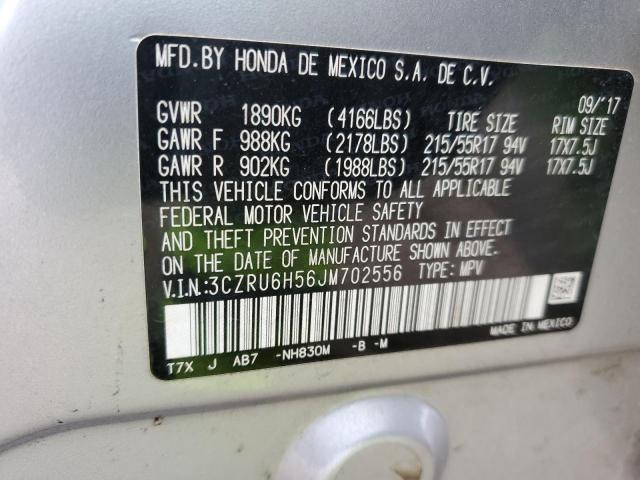 MFD.BY HONDA DE MEXICO S.A. DE C.V.
09/'17
GVWR 1890KG (4166LBS) TIRE SIZE RIM SIZE
GAWR F 988KG (2178LBS) 215/55R17 94V 17X7.5J
GAWR R 902KG (1988LBS) 215/55R17 94V 17X7.5J
THIS VEHICLE CONFORMS TO ALL APPLICABLE
FEDERAL MOTOR VEHICLE SAFETY
AND THEFT PREVENTION STANDARDS IN EFFECT
ON THE DATE OF MANUFACTURE SHOWN ABOVE.
V.I.N:3CZRU6H56JM702556 TYPE: MPV
MADE IN MEXICO
T7X J AB7 -NH830M -B -M